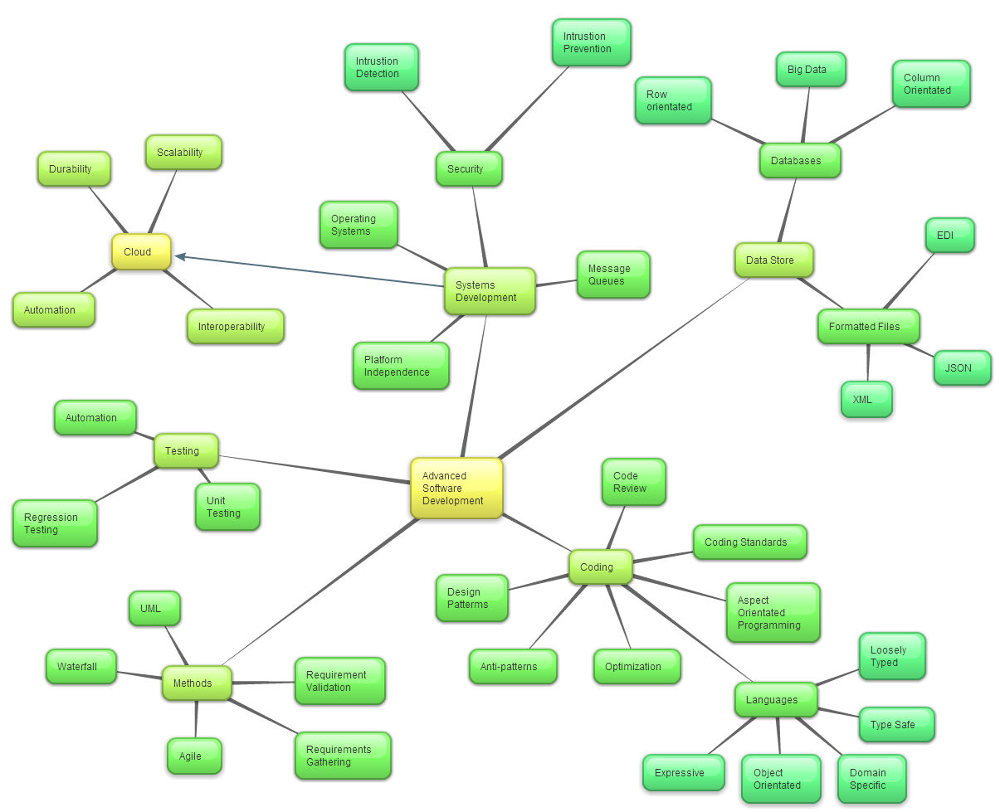 Intrustion
Detection
Intrustion
Prevention
Big Data
Column
Orientated
Row
orientated
Databases
Durability
Scalability
Security
Operating
Systems
EDI
Cloud
Data Store
Message
Queues
Systems
Development
Automation
Interoperability
Formatted Files
Platform
Independence
JSON
XML
Automation
Testing
Regression
Testing
Unit
Testing
Advanced
Software
Development
Code
Review
Coding Standards
Coding
Design
Patterns
Aspect
Orientated
Programming
Anti-patterns
Optimization
UML
Waterfall
Methods
Requirement
Validation
Agile
Requirements
Gathering
Loosely
Typed
Languages
Type Safe
Expressive
Object
Orientated
Domain
Specific